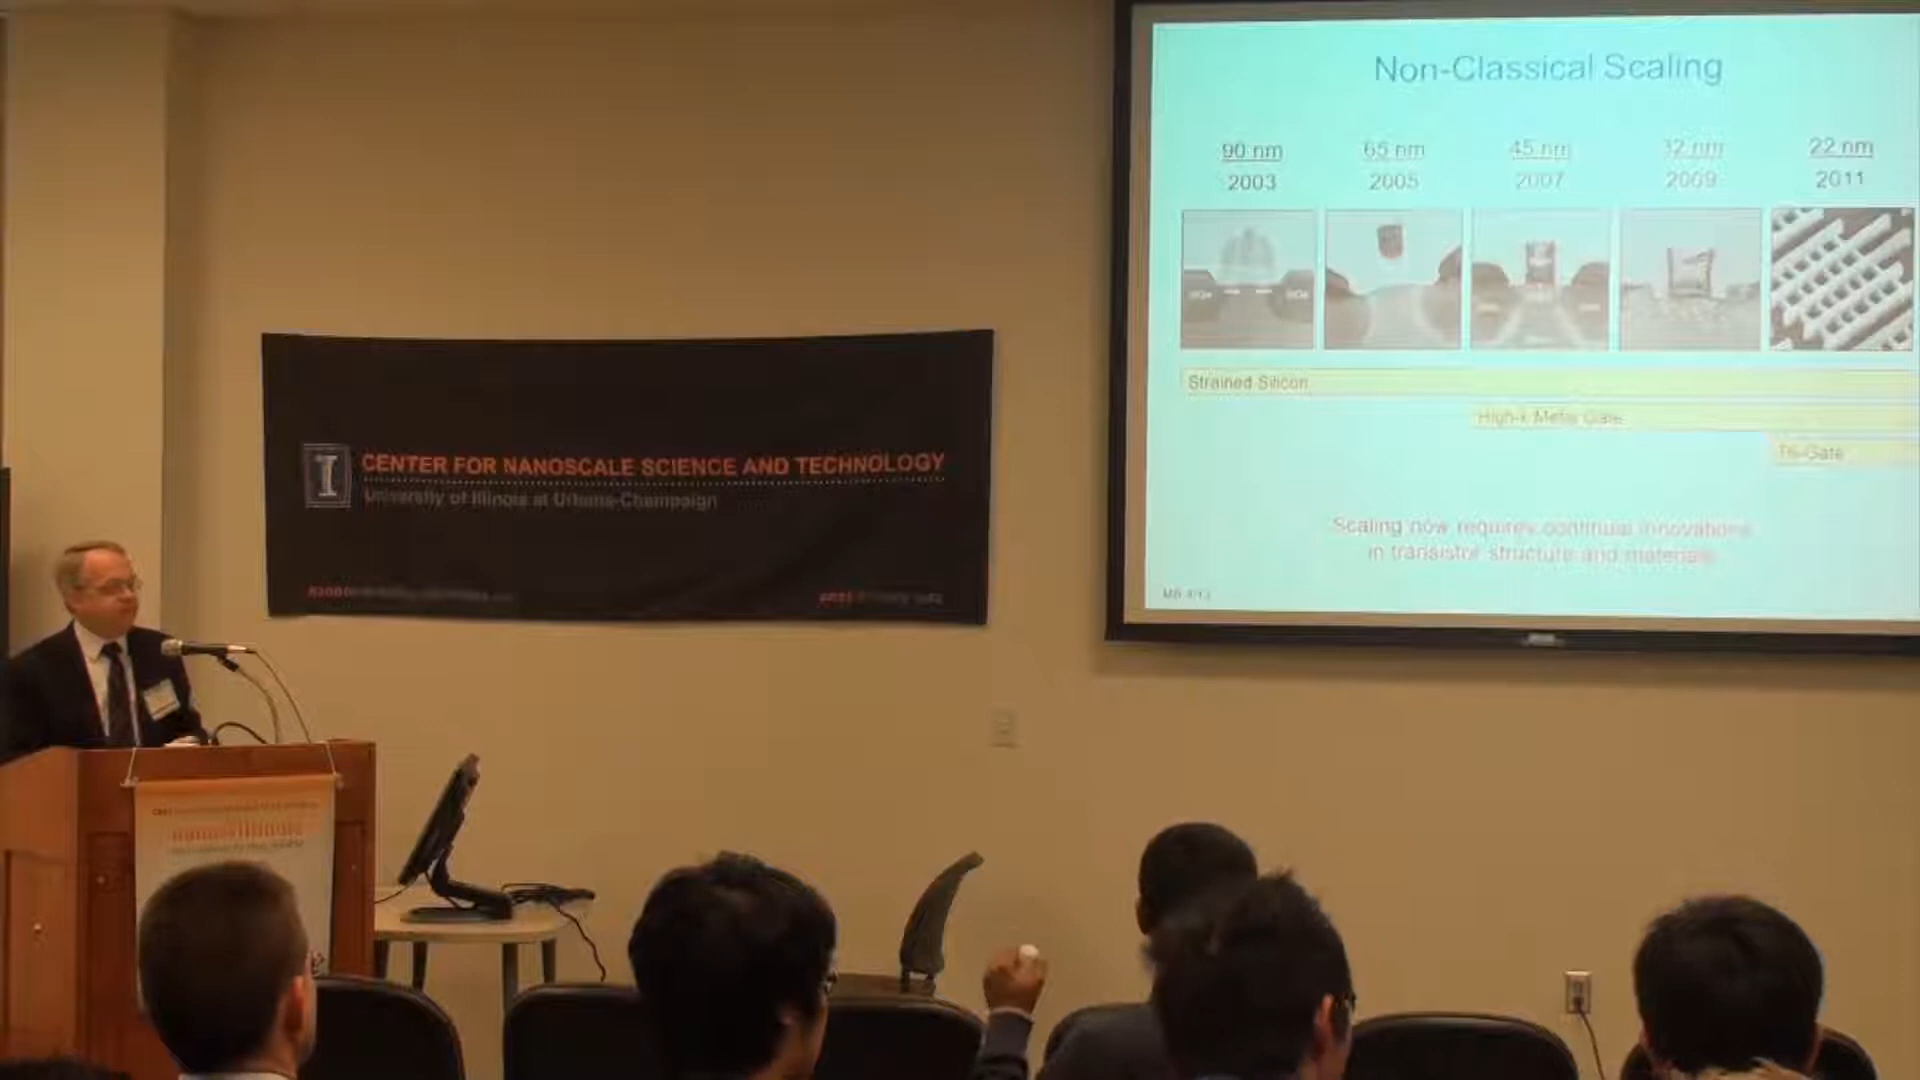 Non-Classical Scaling
90 nm 65 nm 45 nm 32 nm 22 nm
2003 2005 2007 2009 2011
Strained Silicon
High-k Metal Gate
Tri-Gate
Scaling now requires continual innovations
in transistor structure and materials
I
CENTER FOR NANOSCALE SCIENCE AND TECHNOLOGY
University of Illinois at Urbana-Champaign